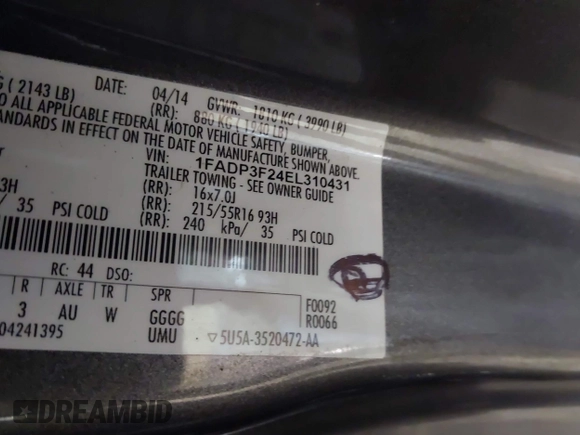 G ( 2143 LB) DATE: 04/14 GVWR: 1810 KG ( 3990 LB)
(RR): 880 KG ( 1940 LB)
O ALL APPLICABLE FEDERAL MOTOR VEHICLE SAFETY, BUMPER,
STANDARDS IN EFFECT ON THE DATE OF MANUFACTURE SHOWN ABOVE.
VIN: 1FADP3F24EL310431
TRAILER TOWING - SEE OWNER GUIDE
(RR): 16x7.0J
93H (RR): 215/55R16 93H
/ 35 PSI COLD (RR): 240 kPa/ 35 PSI COLD
RC: 44 DSO:
R AXLE TR SPR F0092
3 AU W GGGG R0066
04241395 UMU ▽5U5A-3520472-AA
DREAMBID